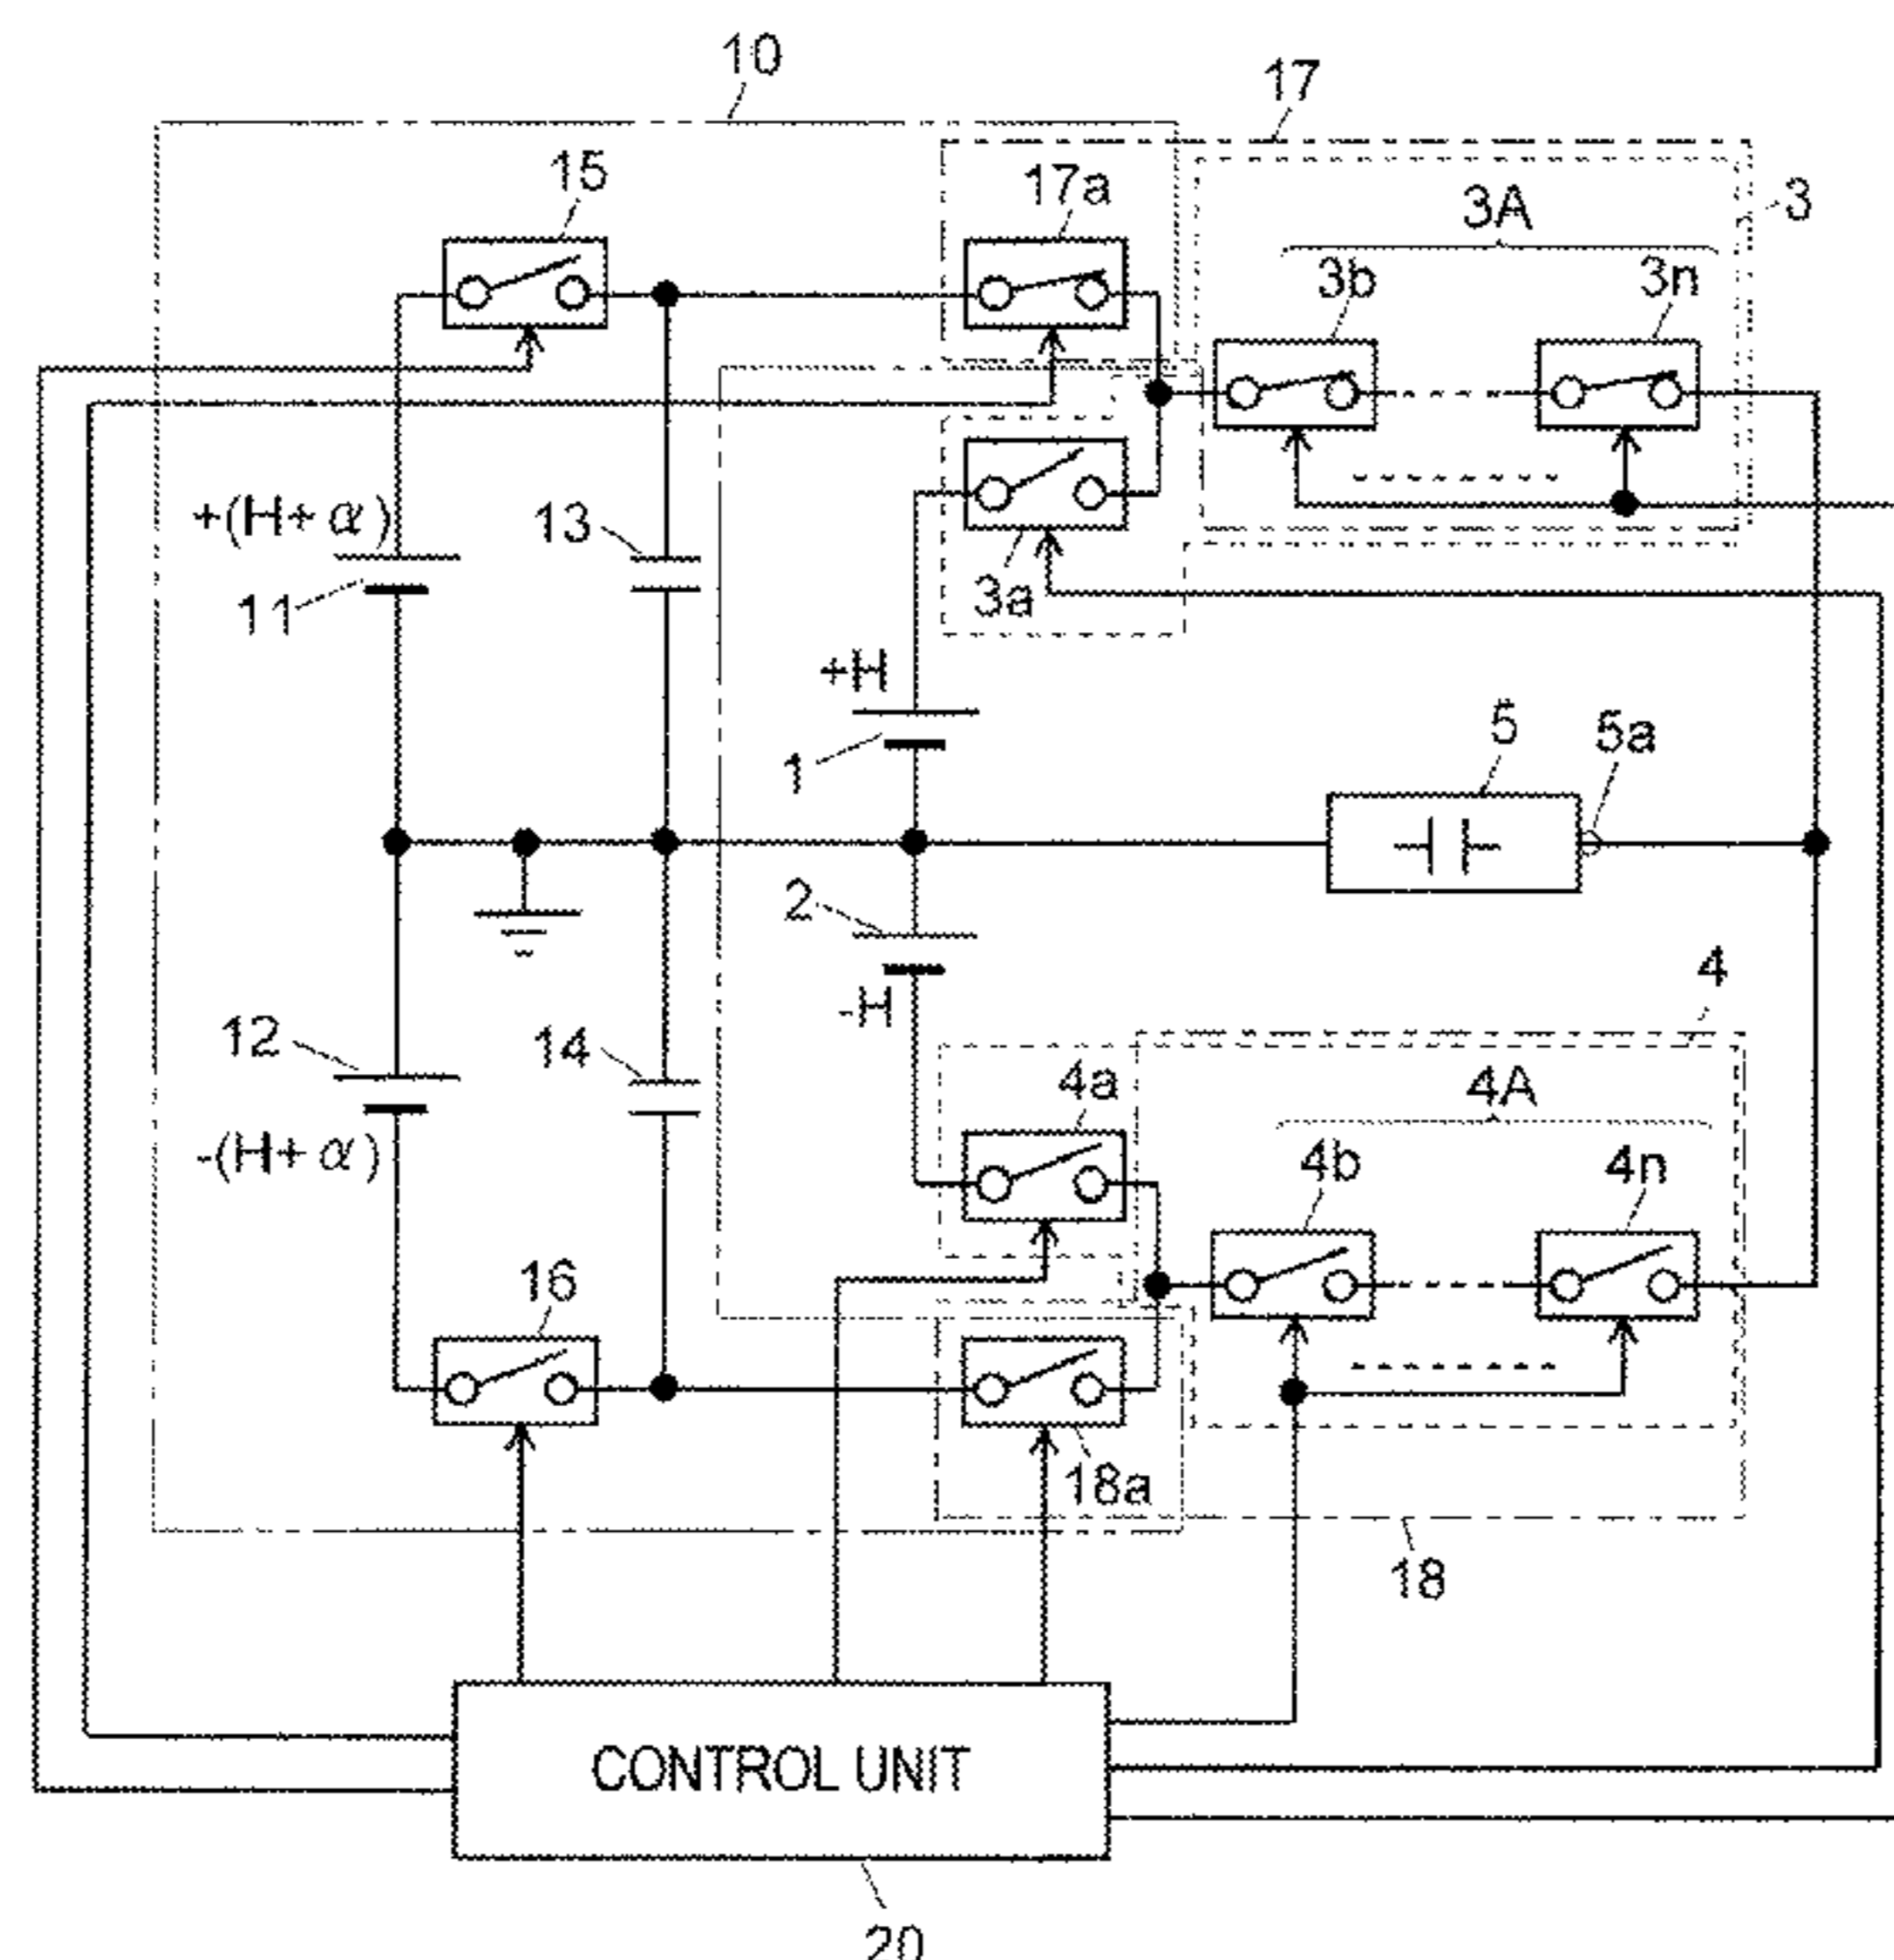 10
17
15
17a
3A
3
3b
3n
+(H+α)
13
11
3a
+H
1
5
5a
2
-H
4
12
14
4a
4A
-(H+α)
4b
4n
16
18a
18
CONTROL UNIT
20